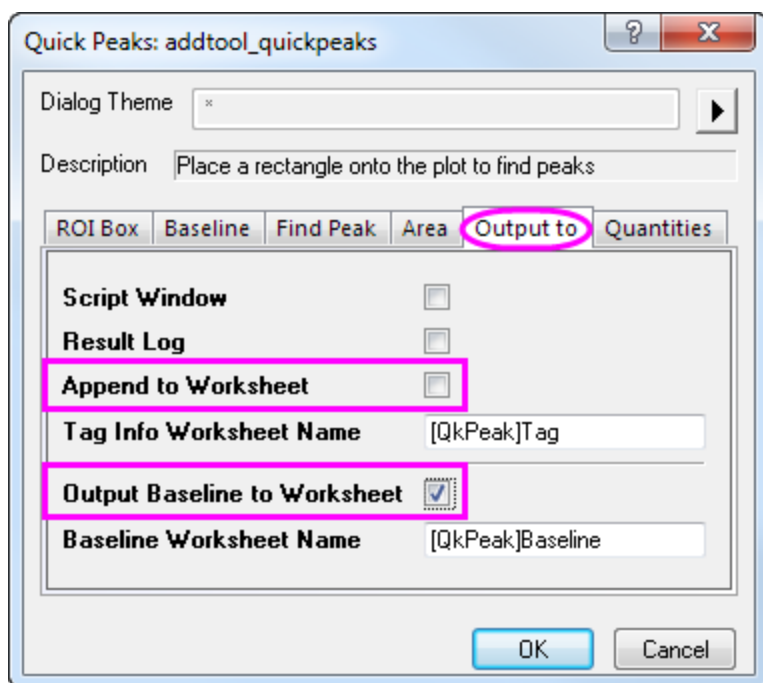 Quick Peaks: addtool_quickpeaks
Dialog Theme *
Description Place a rectangle onto the plot to find peaks
ROI Box Baseline Find Peak Area Output to Quantities
Script Window
Result Log
Append to Worksheet
Tag Info Worksheet Name [QkPeak]Tag
Output Baseline to Worksheet
Baseline Worksheet Name [QkPeak]Baseline
OK Cancel